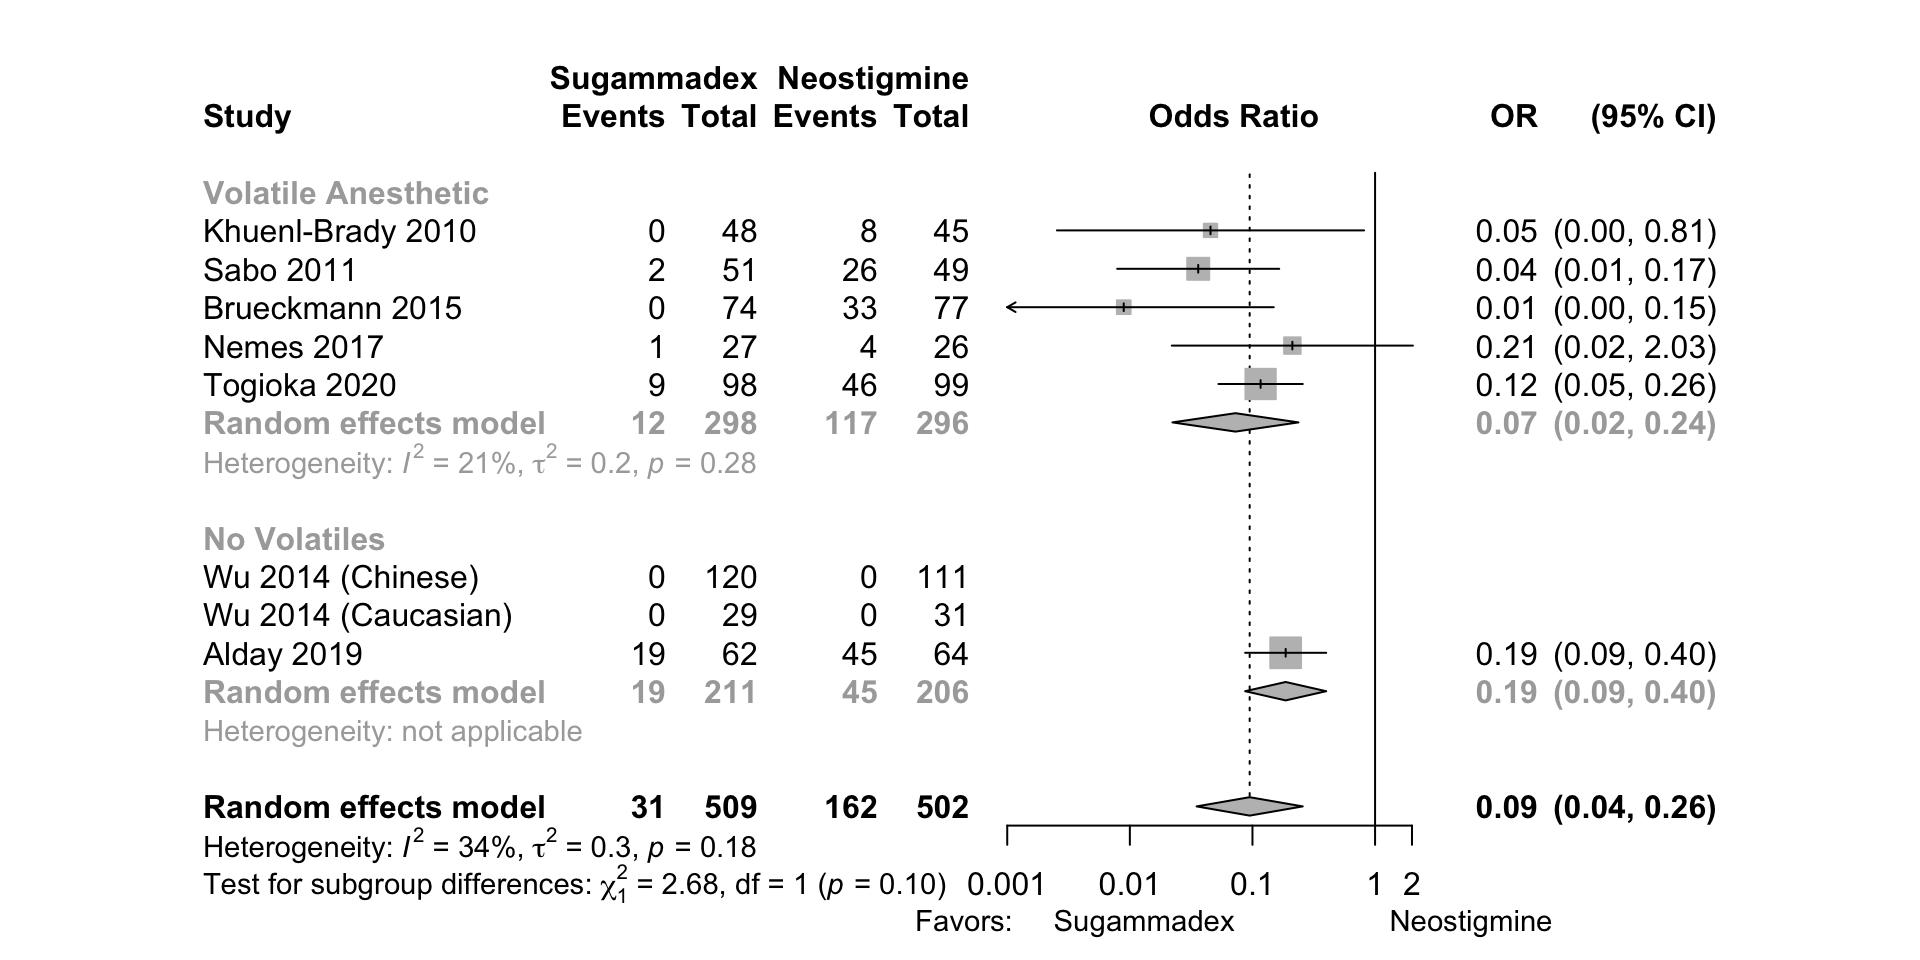 Sugammadex Neostigmine
Study Events Total Events Total Odds Ratio OR (95% CI)
Volatile Anesthetic
Khuenl-Brady 2010 0 48 8 45 0.05 (0.00, 0.81)
Sabo 2011 2 51 26 49 0.04 (0.01, 0.17)
Brueckmann 2015 0 74 33 77 0.01 (0.00, 0.15)
Nemes 2017 1 27 4 26 0.21 (0.02, 2.03)
Togioka 2020 9 98 46 99 0.12 (0.05, 0.26)
Random effects model 12 298 117 296 0.07 (0.02, 0.24)
Heterogeneity: I² = 21%, τ² = 0.2, p = 0.28
No Volatiles
Wu 2014 (Chinese) 0 120 0 111
Wu 2014 (Caucasian) 0 29 0 31
Alday 2019 19 62 45 64 0.19 (0.09, 0.40)
Random effects model 19 211 45 206 0.19 (0.09, 0.40)
Heterogeneity: not applicable
Random effects model 31 509 162 502 0.09 (0.04, 0.26)
Heterogeneity: I² = 34%, τ² = 0.3, p = 0.18
Test for subgroup differences: χ²₁ = 2.68, df = 1 (p = 0.10) 0.001 0.01 0.1 1 2
Favors: Sugammadex Neostigmine